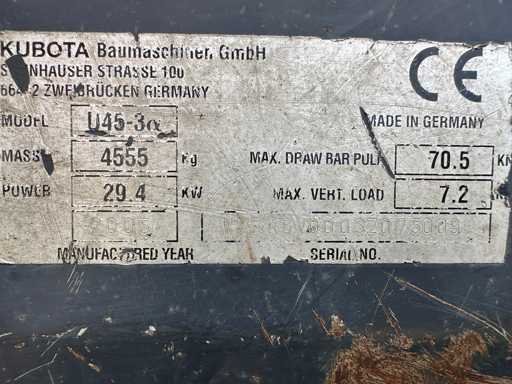 KUBOTA Baumaschinen GmbH
STEINHAUSER STRASSE 100
ZWEIBRÜCKEN GERMANY
CE
MODEL U45-3α MADE IN GERMANY
MASS 4555 Kg MAX. DRAW BAR PULL 70.5 KN
POWER 29.4 KW MAX. VERT. LOAD 7.2
MANUFACTURED YEAR SERIAL NO.